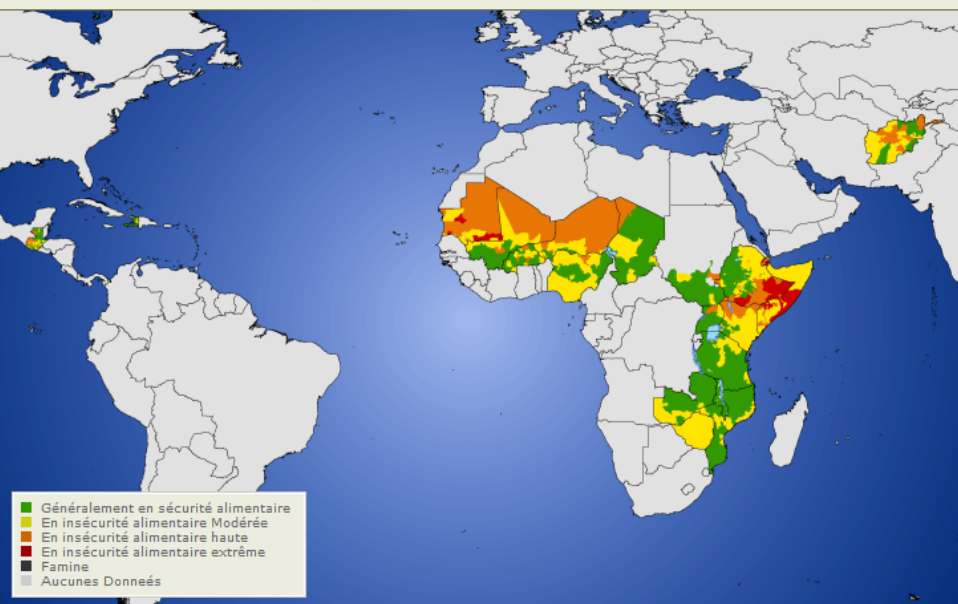 Généralement en sécurité alimentaire
En insécurité alimentaire Modérée
En insécurité alimentaire haute
En insécurité alimentaire extrême
Famine
Aucunes Donneés